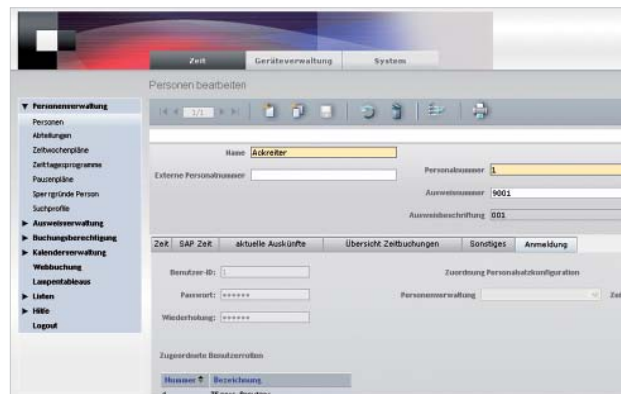 Zeit Geräteverwaltung System
Personen bearbeiten
Personenverwaltung
Personen
Abteilungen
Zeitwochenpläne
Zeittagesprogramme
Pausenpläne
Sperrgründe Person
Suchprofile
Ausweisverwaltung
Buchungsberechtigung
Kalenderverwaltung
Webbuchung
Lampentableaus
Listen
Hilfe
Logout
1/1
Name Ackreiter
Externe Personalnummer
Personalnummer 1
Ausweisnummer 9001
Ausweisbeschriftung 001
Zeit SAP Zeit aktuelle Auskünfte Übersicht Zeitbuchungen Sonstiges Anmeldung
Benutzer-ID: 1
Zuordnung Personalsatzkonfiguration
Passwort: ******
Personenverwaltung
Wiederholung: ******
Zugeordnete Benutzerrollen
Nummer Bezeichnung